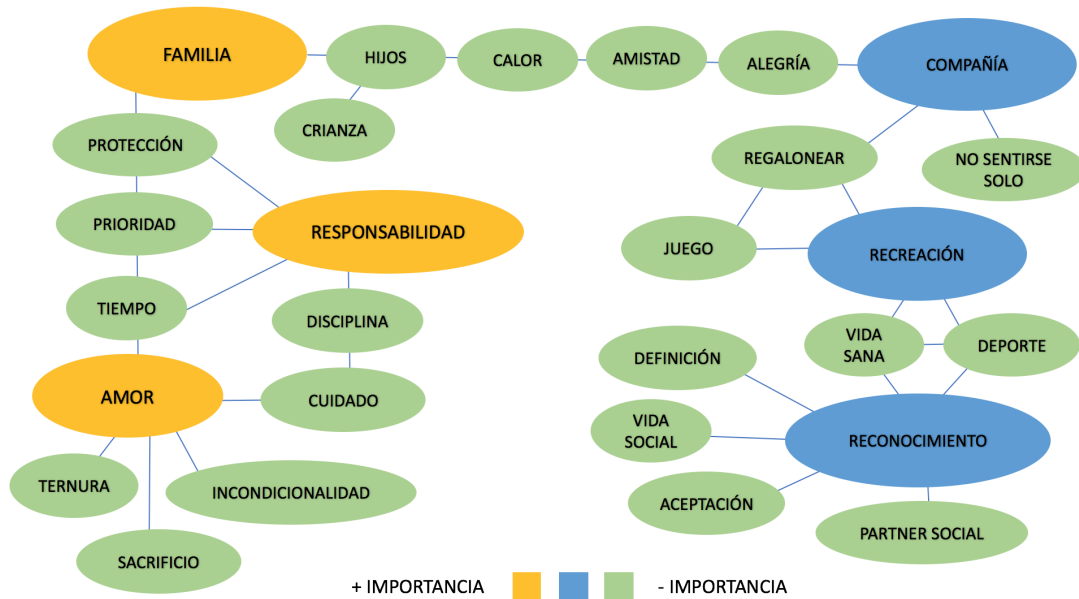 FAMILIA
HIJOS
CALOR
AMISTAD
ALEGRÍA
COMPAÑÍA
CRIANZA
PROTECCIÓN
REGALONEAR
NO SENTIRSE
SOLO
PRIORIDAD
RESPONSABILIDAD
JUEGO
RECREACIÓN
TIEMPO
DISCIPLINA
VIDA
SANA
DEPORTE
DEFINICIÓN
AMOR
CUIDADO
VIDA
SOCIAL
RECONOCIMIENTO
TERNURA
INCONDICIONALIDAD
ACEPTACIÓN
PARTNER SOCIAL
SACRIFICIO
+ IMPORTANCIA
- IMPORTANCIA